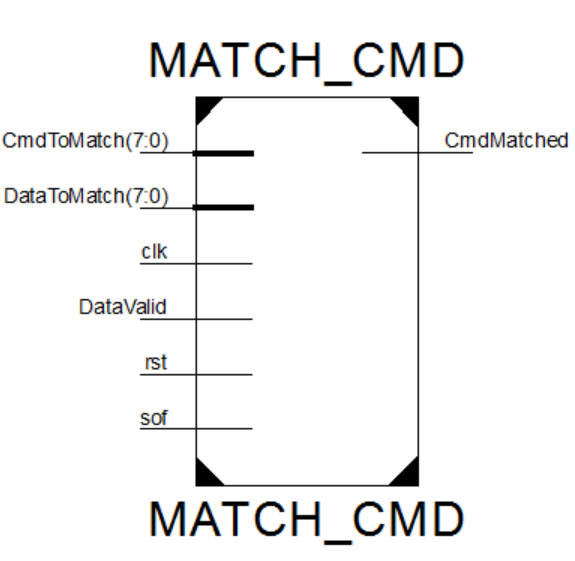 MATCH_CMD
CmdToMatch(7:0)
CmdMatched
DataToMatch(7:0)
clk
DataValid
rst
sof
MATCH_CMD